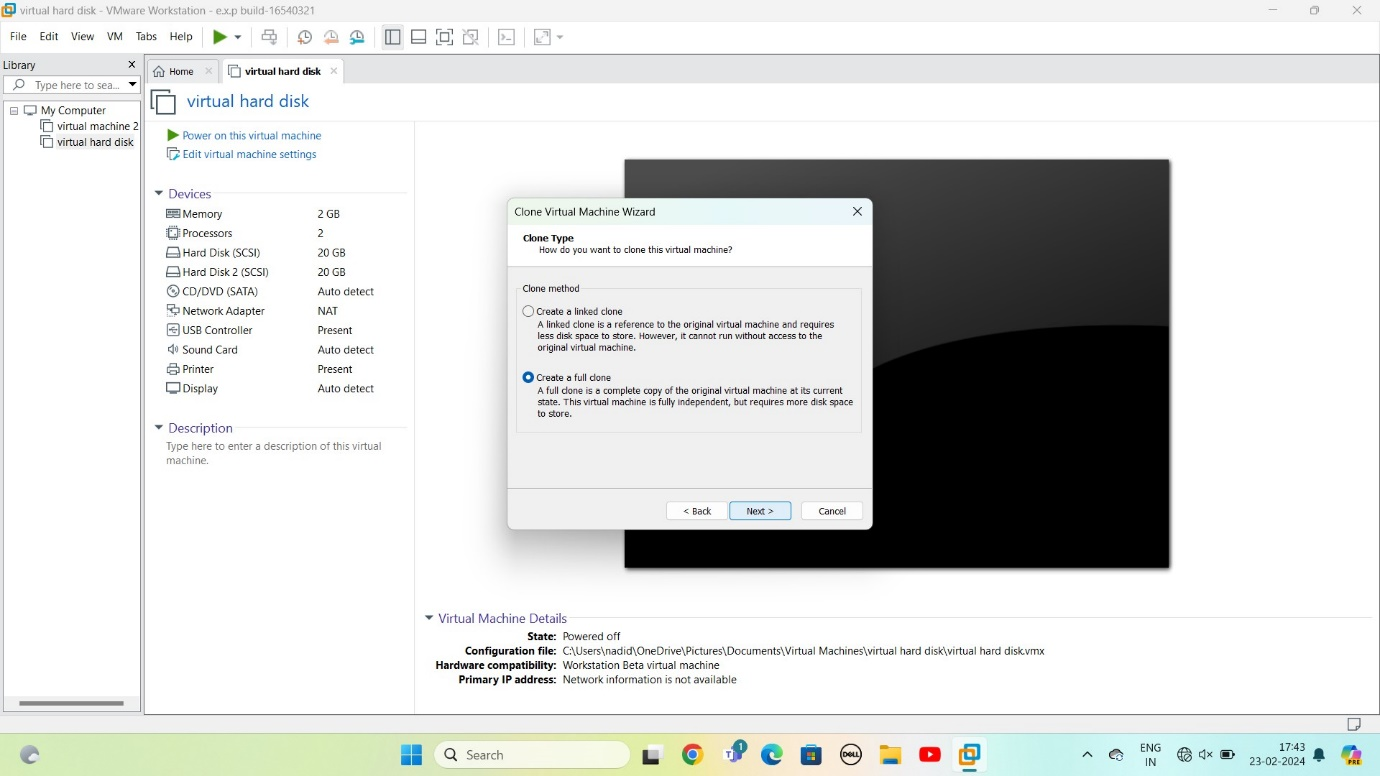 virtual hard disk - VMware Workstation - e.x.p build-16540321
File Edit View VM Tabs Help
Library
Type here to sea...
My Computer
virtual machine 2
virtual hard disk
Home
virtual hard disk
virtual hard disk
Power on this virtual machine
Edit virtual machine settings
Devices
Memory 2 GB
Processors 2
Hard Disk (SCSI) 20 GB
Hard Disk 2 (SCSI) 20 GB
CD/DVD (SATA) Auto detect
Network Adapter NAT
USB Controller Present
Sound Card Auto detect
Printer Present
Display Auto detect
Description
Type here to enter a description of this virtual
machine.
Clone Virtual Machine Wizard
Clone Type
How do you want to clone this virtual machine?
Clone method
Create a linked clone
A linked clone is a reference to the original virtual machine and requires
less disk space to store. However, it cannot run without access to the
original virtual machine.
Create a full clone
A full clone is a complete copy of the original virtual machine at its current
state. This virtual machine is fully independent, but requires more disk space
to store.
< Back Next > Cancel
Virtual Machine Details
State: Powered off
Configuration file: C:\Users\nadid\OneDrive\Pictures\Documents\Virtual Machines\virtual hard disk\virtual hard disk.vmx
Hardware compatibility: Workstation Beta virtual machine
Primary IP address: Network information is not available
Search
1
DELL
ENG
IN
17:43
23-02-2024
PRE